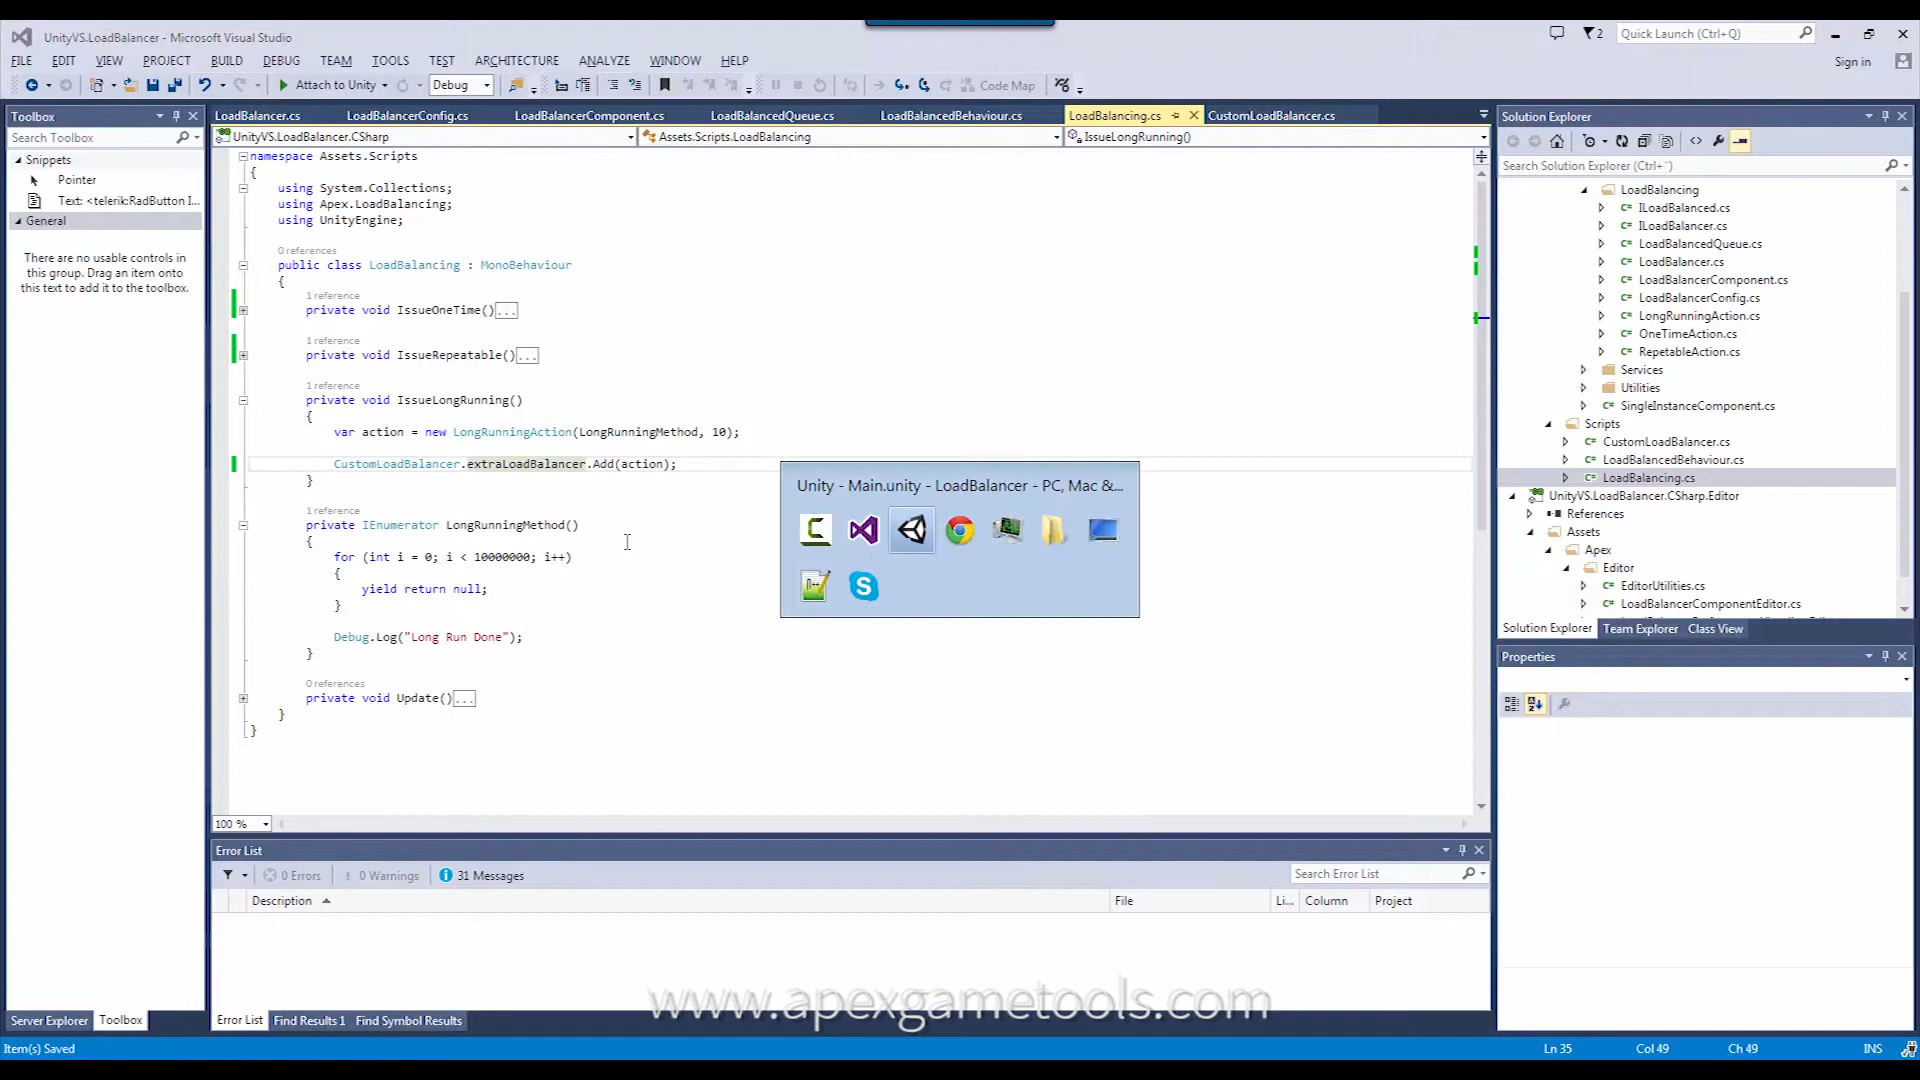 UnityVS.LoadBalancer - Microsoft Visual Studio
2
Quick Launch (Ctrl+Q)
FILE EDIT VIEW PROJECT BUILD DEBUG TEAM TOOLS TEST ARCHITECTURE ANALYZE WINDOW HELP
Sign in
Attach to Unity
Debug
Code Map
Toolbox
Search Toolbox
Snippets
Pointer
Text: <telerik:RadButton I...
General
There are no usable controls in
this group. Drag an item onto
this text to add it to the toolbox.
Server Explorer Toolbox
LoadBalancer.cs LoadBalancerConfig.cs LoadBalancerComponent.cs LoadBalancedQueue.cs LoadBalancedBehaviour.cs LoadBalancing.cs CustomLoadBalancer.cs
UnityVS.LoadBalancer.CSharp
Assets.Scripts.LoadBalancing
IssueLongRunning()
namespace Assets.Scripts
{
using System.Collections;
using Apex.LoadBalancing;
using UnityEngine;
0 references
public class LoadBalancing : MonoBehaviour
{
1 reference
private void IssueOneTime()...
1 reference
private void IssueRepeatable()...
1 reference
private void IssueLongRunning()
{
var action = new LongRunningAction(LongRunningMethod, 10);
CustomLoadBalancer.extraLoadBalancer.Add(action);
}
1 reference
private IEnumerator LongRunningMethod()
{
for (int i = 0; i < 10000000; i++)
{
yield return null;
}
Debug.Log("Long Run Done");
}
0 references
private void Update()...
}
}
Unity - Main.unity - LoadBalancer - PC, Mac &...
100 %
Error List
0 Errors
0 Warnings
31 Messages
Search Error List
Description
File
Li...
Column
Project
Error List Find Results 1 Find Symbol Results
Solution Explorer
Search Solution Explorer (Ctrl+¨)
LoadBalancing
ILoadBalanced.cs
ILoadBalancer.cs
LoadBalancedQueue.cs
LoadBalancer.cs
LoadBalancerComponent.cs
LoadBalancerConfig.cs
LongRunningAction.cs
OneTimeAction.cs
RepetableAction.cs
Services
Utilities
SingleInstanceComponent.cs
Scripts
CustomLoadBalancer.cs
LoadBalancedBehaviour.cs
LoadBalancing.cs
UnityVS.LoadBalancer.CSharp.Editor
References
Assets
Apex
Editor
EditorUtilities.cs
LoadBalancerComponentEditor.cs
Solution Explorer Team Explorer Class View
Properties
www.apexgametools.com
Item(s) Saved
Ln 35
Col 49
Ch 49
INS